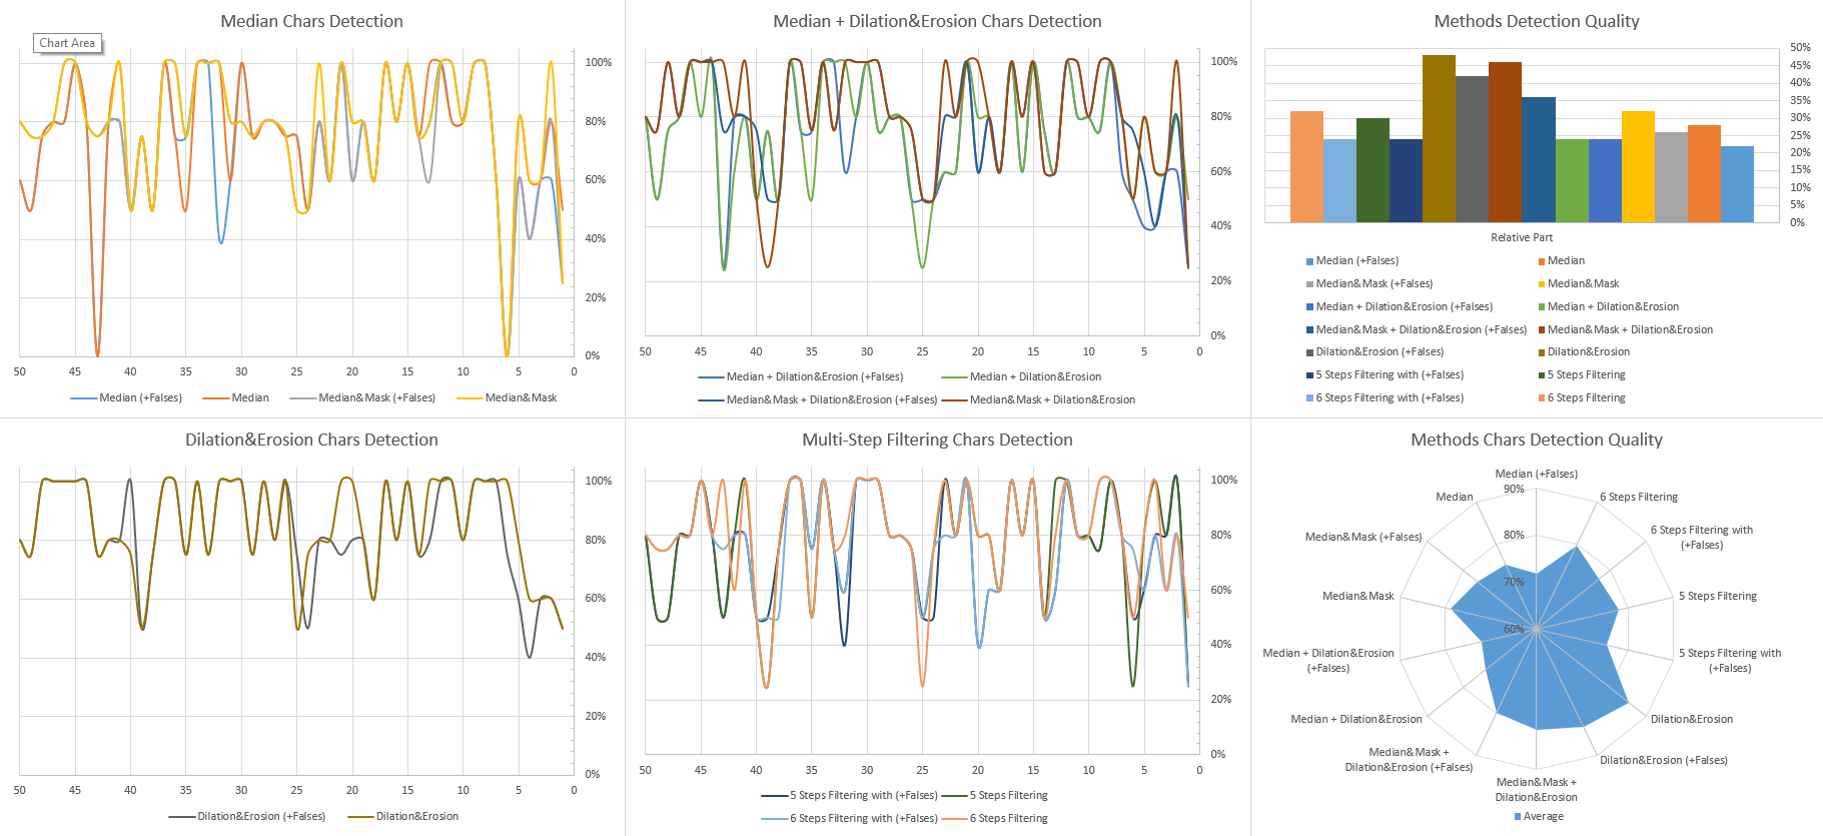 Median Chars Detection
Chart Area
100%
80%
60%
40%
20%
0%
50 45 40 35 30 25 20 15 10 5 0
Median (+Falses) Median Median&Mask (+Falses) Median&Mask
Median + Dilation&Erosion Chars Detection
100%
80%
60%
40%
20%
0%
50 45 40 35 30 25 20 15 10 5 0
Median + Dilation&Erosion (+Falses) Median + Dilation&Erosion
Median&Mask + Dilation&Erosion (+Falses) Median&Mask + Dilation&Erosion
Methods Detection Quality
50%
45%
40%
35%
30%
25%
20%
15%
10%
5%
0%
Relative Part
Median (+Falses) Median
Median&Mask (+Falses) Median&Mask
Median + Dilation&Erosion (+Falses) Median + Dilation&Erosion
Median&Mask + Dilation&Erosion (+Falses) Median&Mask + Dilation&Erosion
Dilation&Erosion (+Falses) Dilation&Erosion
5 Steps Filtering with (+Falses) 5 Steps Filtering
6 Steps Filtering with (+Falses) 6 Steps Filtering
Dilation&Erosion Chars Detection
100%
80%
60%
40%
20%
0%
50 45 40 35 30 25 20 15 10 5 0
Dilation&Erosion (+Falses) Dilation&Erosion
Multi-Step Filtering Chars Detection
100%
80%
60%
40%
20%
0%
50 45 40 35 30 25 20 15 10 5 0
5 Steps Filtering with (+Falses) 5 Steps Filtering
6 Steps Filtering with (+Falses) 6 Steps Filtering
Methods Chars Detection Quality
Median (+Falses)
90%
80%
70%
60%
6 Steps Filtering
6 Steps Filtering with
(+Falses)
5 Steps Filtering
5 Steps Filtering with
(+Falses)
Dilation&Erosion
Dilation&Erosion (+Falses)
Median&Mask +
Dilation&Erosion
Median&Mask +
Dilation&Erosion (+Falses)
Median + Dilation&Erosion
Median + Dilation&Erosion
(+Falses)
Median&Mask
Median&Mask (+Falses)
Median
Average